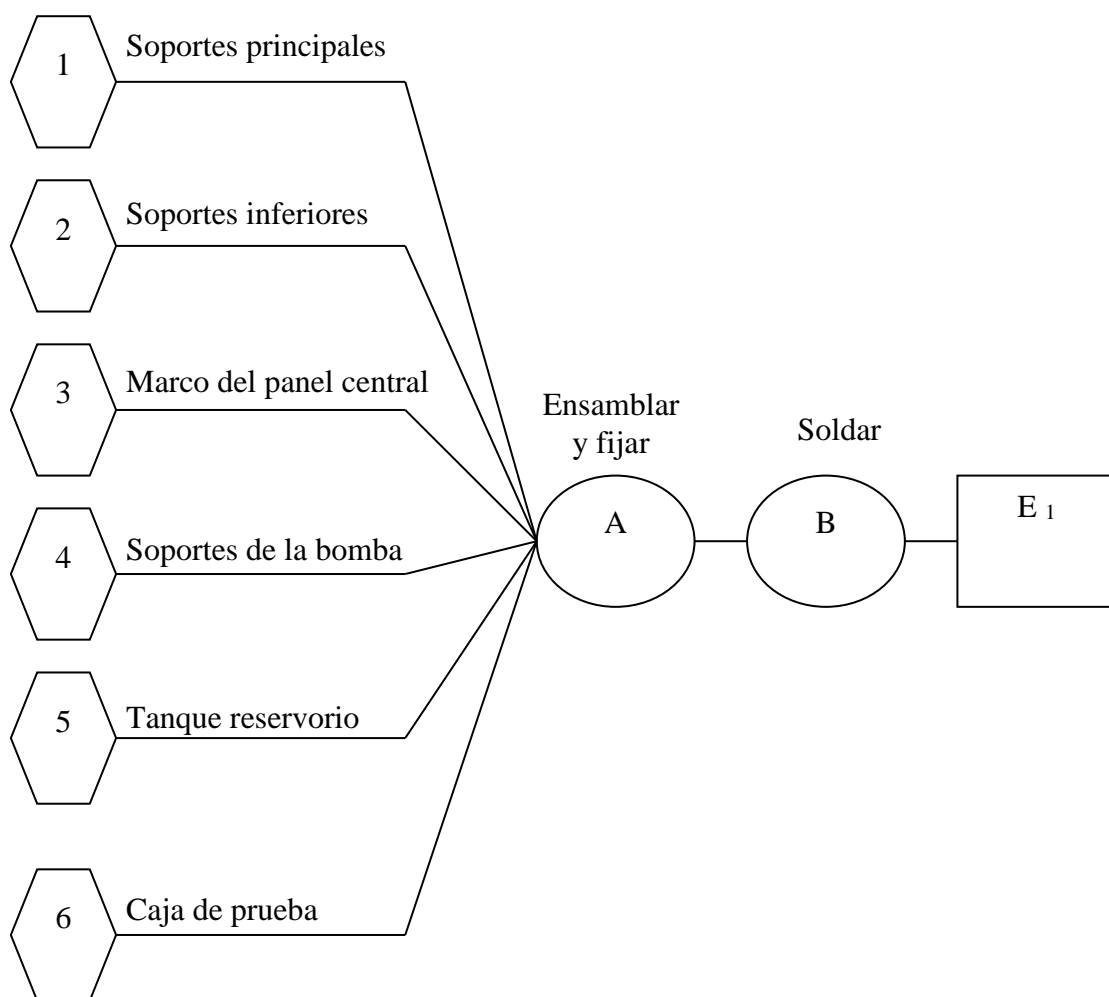 1
Soportes principales
2
Soportes inferiores
3
Marco del panel central
Ensamblar
y fijar
Soldar
A
B
E 1
4
Soportes de la bomba
5
Tanque reservorio
6
Caja de prueba